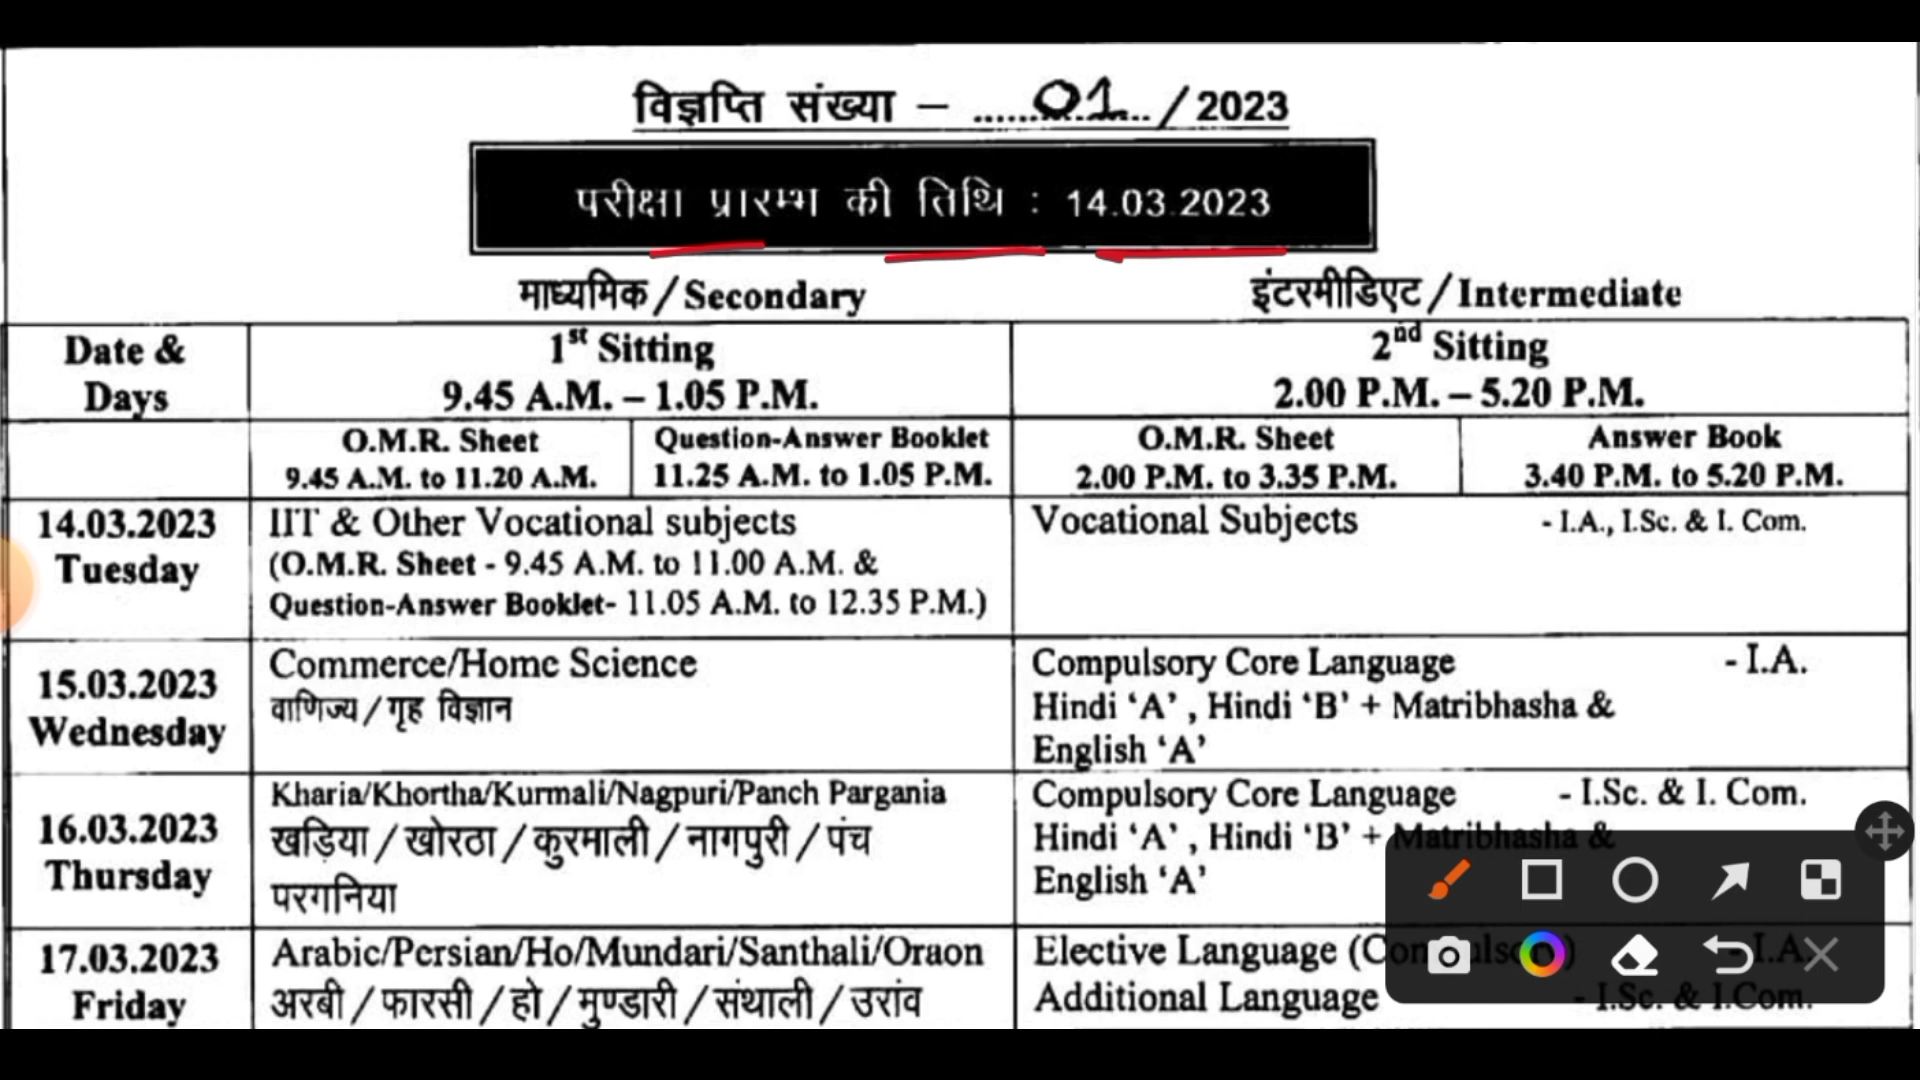 विज्ञप्ति संख्या – ......01...../2023
परीक्षा प्रारम्भ की तिथि : 14.03.2023
माध्यमिक/Secondary
इंटरमीडिएट/Intermediate
Date &
Days
1st Sitting
9.45 A.M. – 1.05 P.M.
2nd Sitting
2.00 P.M. – 5.20 P.M.
O.M.R. Sheet
9.45 A.M. to 11.20 A.M.
Question-Answer Booklet
11.25 A.M. to 1.05 P.M.
O.M.R. Sheet
2.00 P.M. to 3.35 P.M.
Answer Book
3.40 P.M. to 5.20 P.M.
14.03.2023
Tuesday
IIT & Other Vocational subjects
(O.M.R. Sheet - 9.45 A.M. to 11.00 A.M. &
Question-Answer Booklet- 11.05 A.M. to 12.35 P.M.)
Vocational Subjects - I.A., I.Sc. & I. Com.
15.03.2023
Wednesday
Commerce/Home Science
वाणिज्य/गृह विज्ञान
Compulsory Core Language - I.A.
Hindi ‘A’ , Hindi ‘B’ + Matribhasha &
English ‘A’
16.03.2023
Thursday
Kharia/Khortha/Kurmali/Nagpuri/Panch Pargania
खड़िया/खोरठा/कुरमाली/नागपुरी/पंच
परगनिया
Compulsory Core Language - I.Sc. & I. Com.
Hindi ‘A’ , Hindi ‘B’ + Matribhasha &
English ‘A’
17.03.2023
Friday
Arabic/Persian/Ho/Mundari/Santhali/Oraon
अरबी/फारसी/हो/मुण्डारी/संथाली/उरांव
Elective Language (Compulsory) - I.A.
Additional Language - I.Sc. & I.Com.